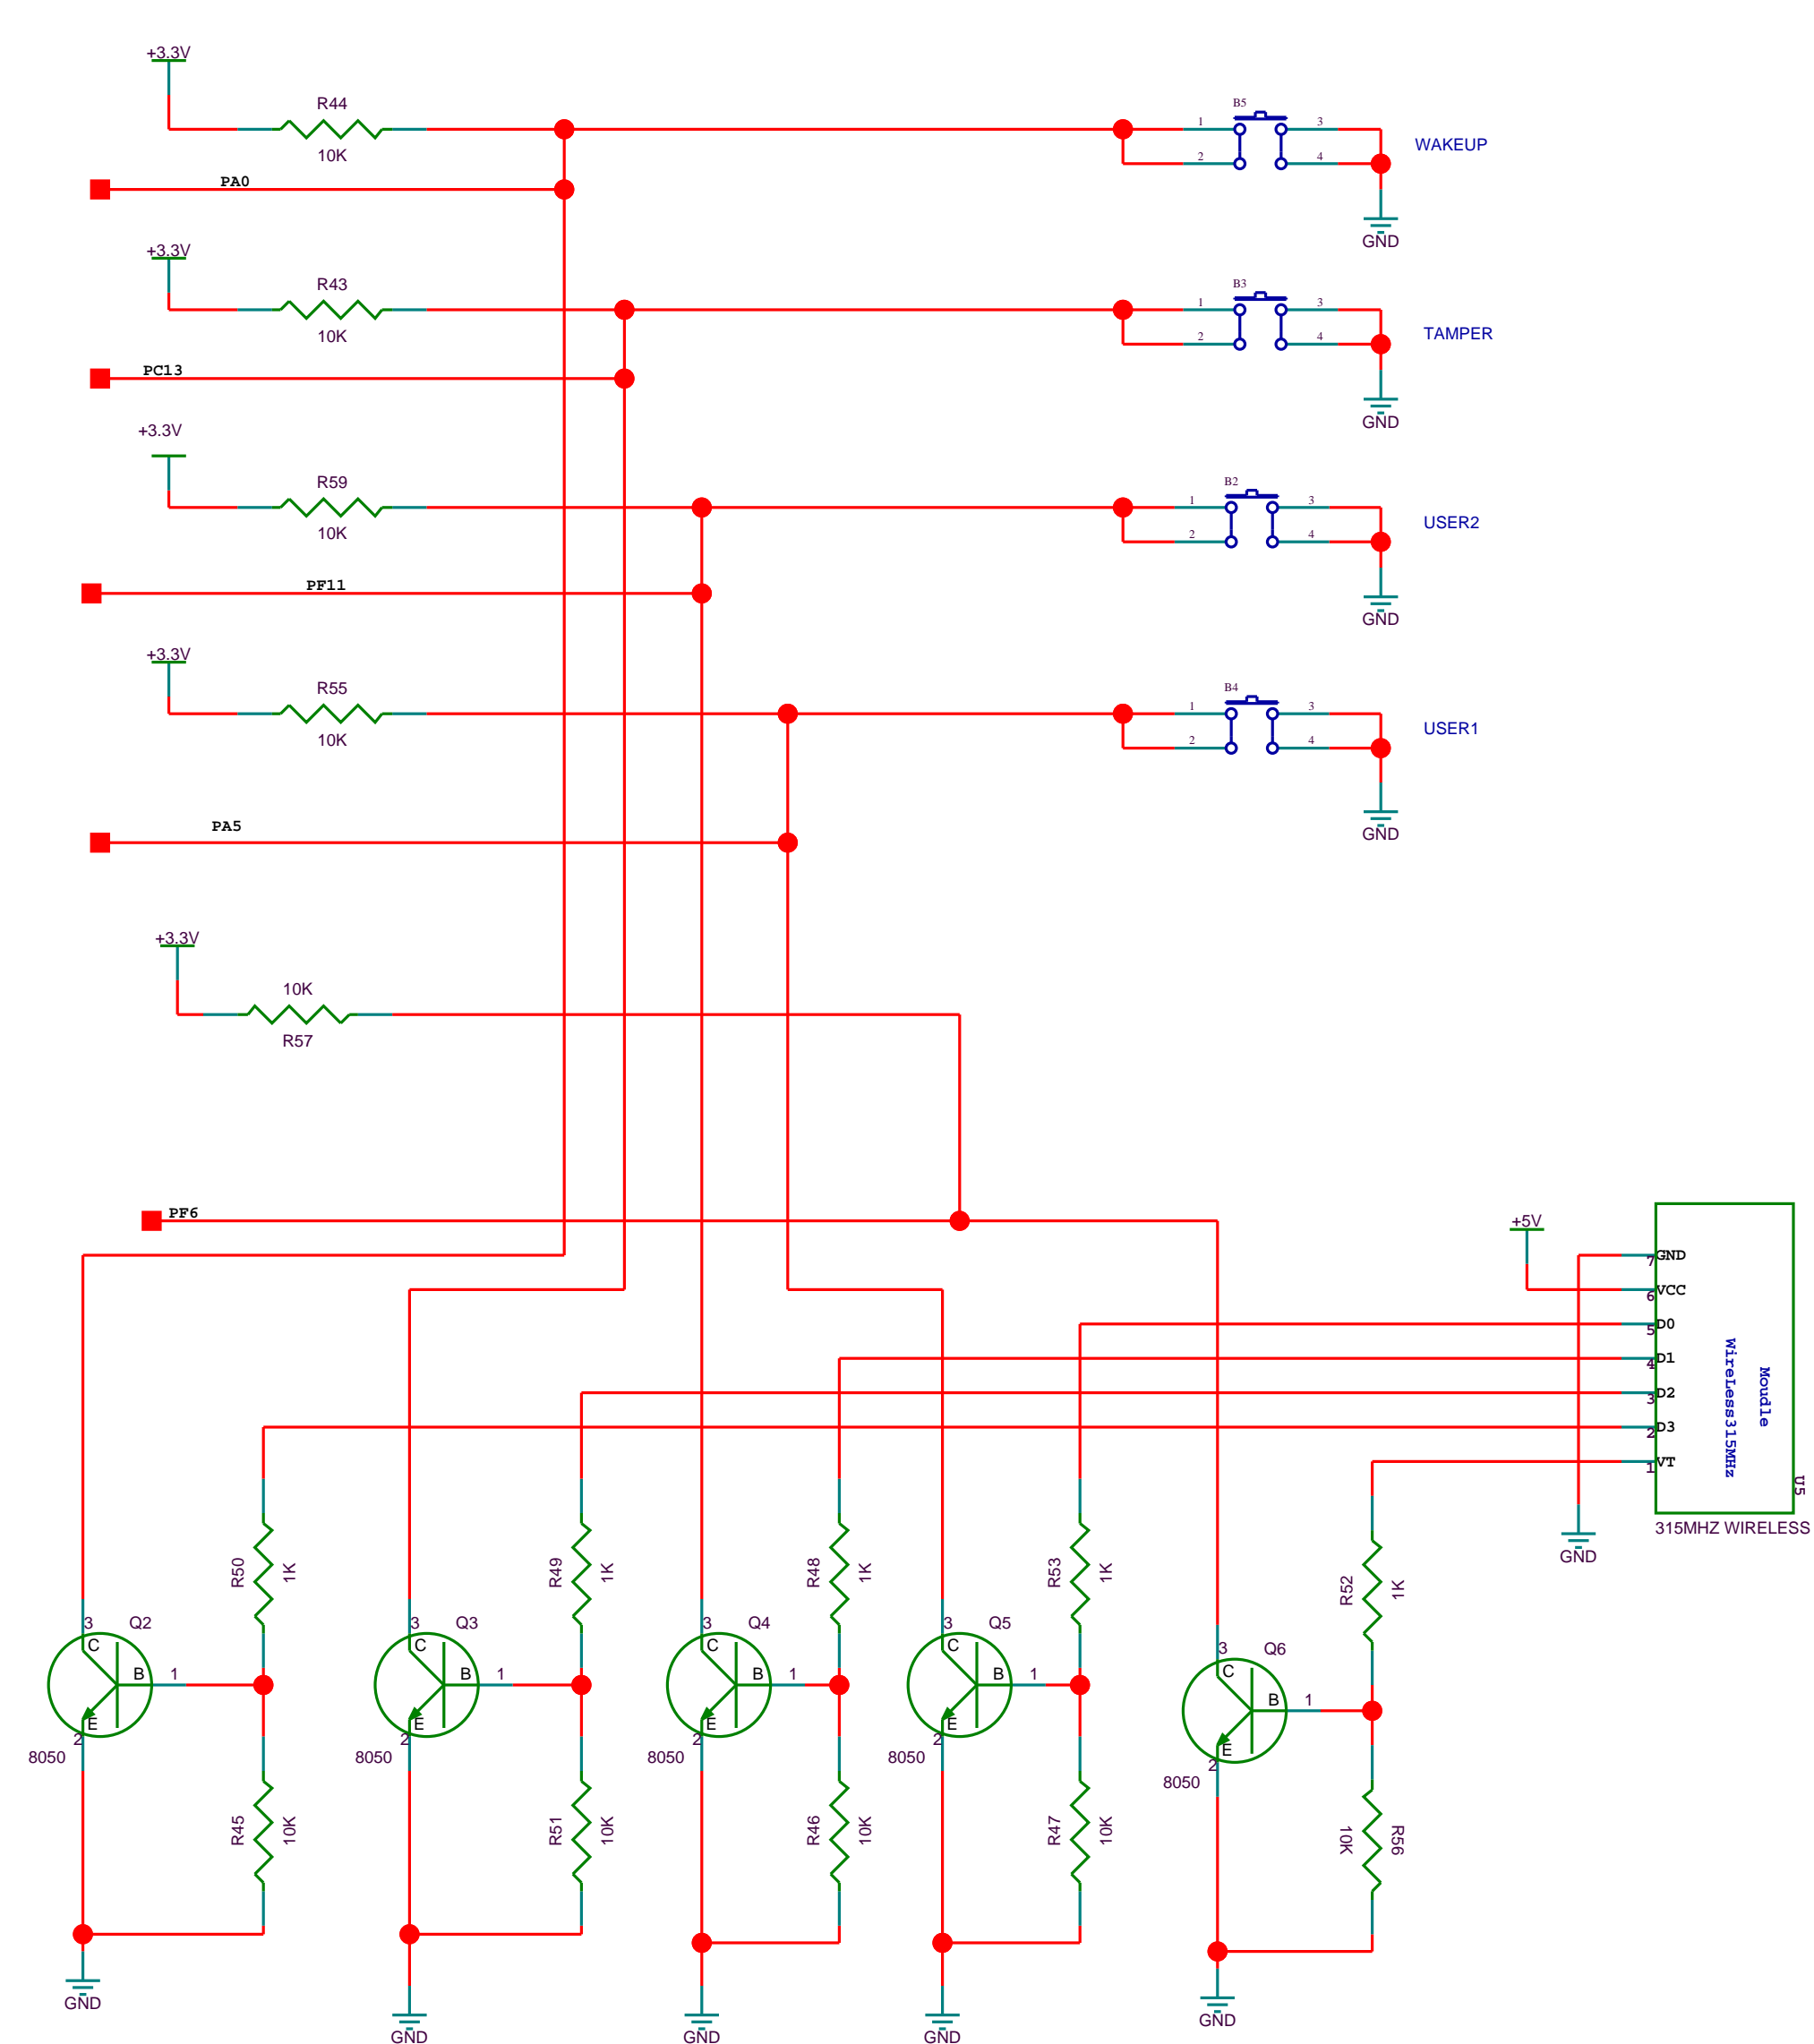 +3.3V
R44
10K
B5
1
3
2
4
WAKEUP
PA0
GND
+3.3V
R43
10K
B3
1
3
2
4
TAMPER
PC13
GND
+3.3V
R59
10K
B2
1
3
2
4
USER2
PF11
GND
+3.3V
R55
10K
B4
1
3
2
4
USER1
PA5
GND
+3.3V
10K
R57
PF6
+5V
7
GND
6
VCC
5
D0
4
D1
3
D2
2
D3
1
VT
Moudle
WireLess315MHz
U5
315MHZ WIRELESS
GND
R50
1K
R49
1K
R48
1K
R53
1K
R52
1K
3
Q2
C
B
1
E
2
8050
3
Q3
C
B
1
E
2
8050
3
Q4
C
B
1
E
2
8050
3
Q5
C
B
1
E
2
8050
3
Q6
C
B
1
E
2
8050
R45
10K
R51
10K
R46
10K
R47
10K
10K
R56
GND
GND
GND
GND
GND